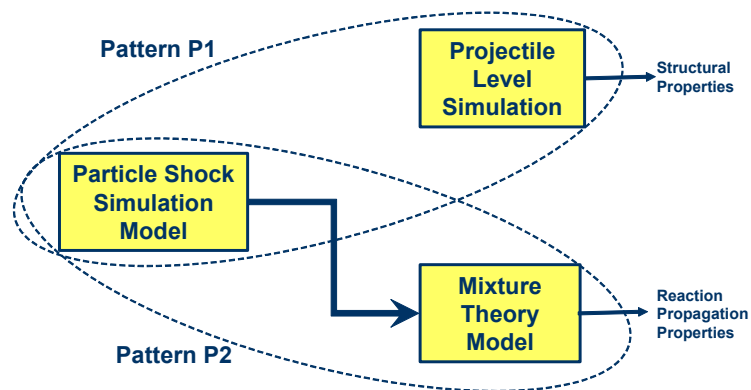 Pattern P1
Projectile
Level
Simulation
Structural
Properties
Particle Shock
Simulation
Model
Mixture
Theory
Model
Reaction
Propagation
Properties
Pattern P2